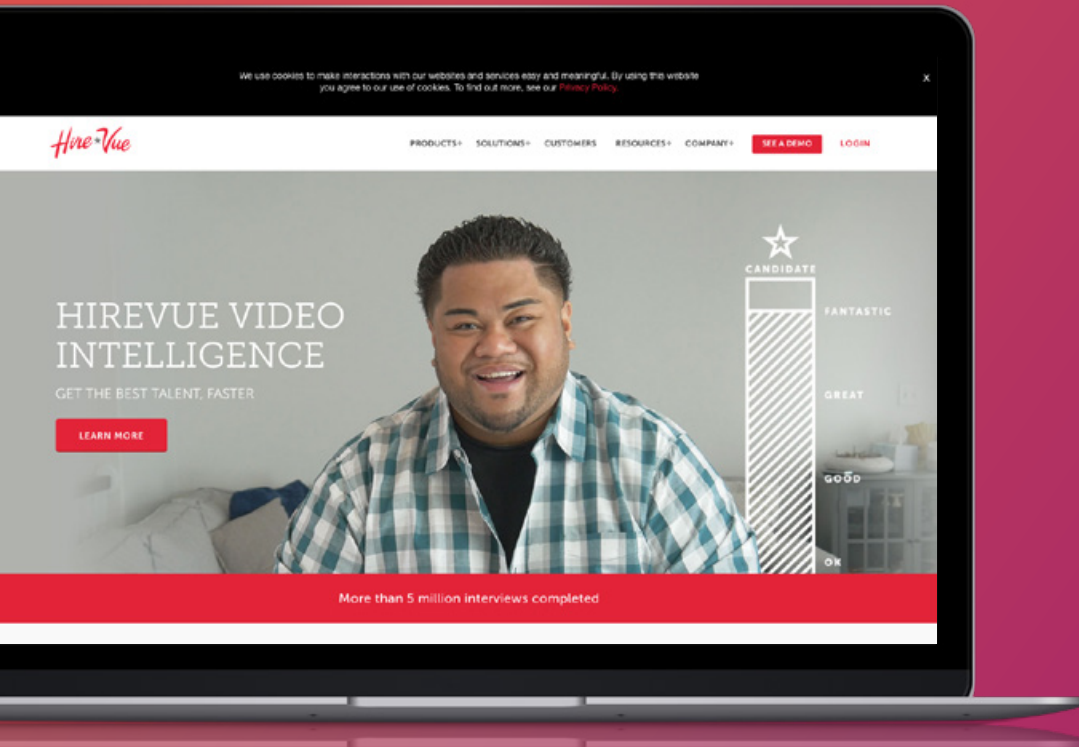 We use cookies to make interactions with our websites and services easy and meaningful. By using this website
you agree to our use of cookies. To find out more, see our Privacy Policy.
x
Hire Vue
PRODUCTS+ SOLUTIONS+ CUSTOMERS RESOURCES+ COMPANY+ SEE A DEMO LOGIN
HIREVUE VIDEO
INTELLIGENCE
GET THE BEST TALENT, FASTER
LEARN MORE
CANDIDATE
FANTASTIC
GREAT
GOOD
OK
More than 5 million interviews completed